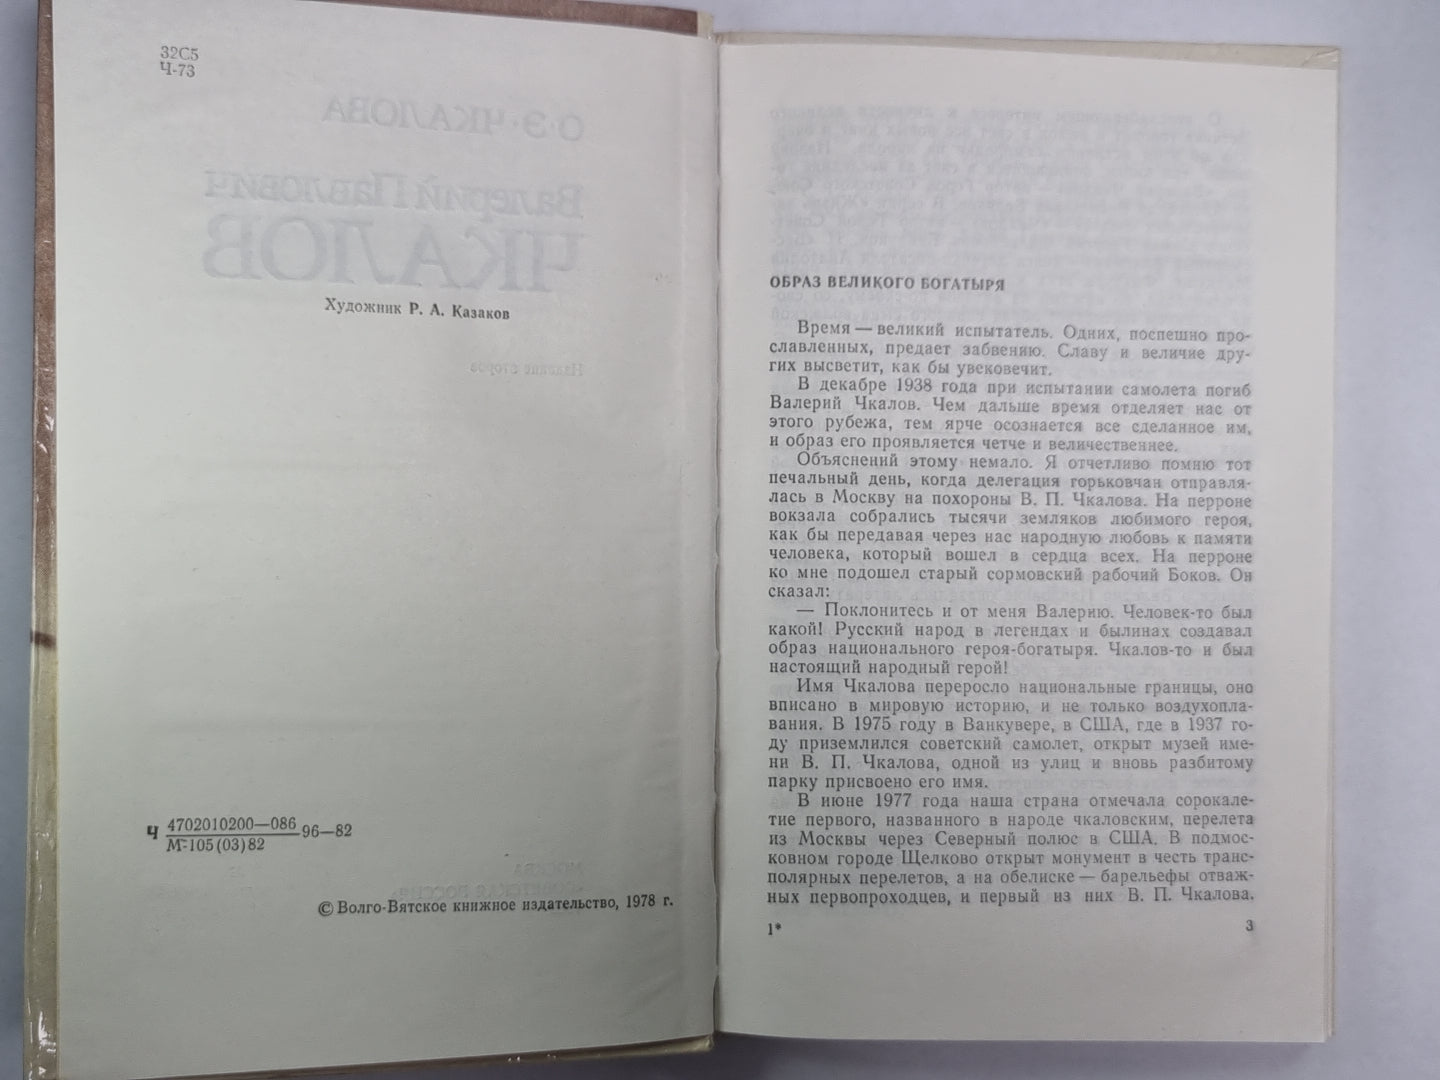 32С5
Ч-73
О·Э·ЧКАЛОВА
Валерий Павлович
ЧКАЛОВ
Художник Р. А. Казаков
Издание второе
Ч 4702010200—086 96—82
М-105(03)82
© Волго-Вятское книжное издательство, 1978 г.
ОБРАЗ ВЕЛИКОГО БОГАТЫРЯ
Время — великий испытатель. Одних, поспешно про-
славленных, предает забвению. Славу и величие дру-
гих высветит, как бы увековечит.
В декабре 1938 года при испытании самолета погиб
Валерий Чкалов. Чем дальше время отделяет нас от
этого рубежа, тем ярче осознается все сделанное им,
и образ его проявляется четче и величественнее.
Объяснений этому немало. Я отчетливо помню тот
печальный день, когда делегация горьковчан отправля-
лась в Москву на похороны В. П. Чкалова. На перроне
вокзала собрались тысячи земляков любимого героя,
как бы передавая через нас народную любовь к памяти
человека, который вошел в сердца всех. На перроне
ко мне подошел старый сормовский рабочий Боков. Он
сказал:
— Поклонитесь и от меня Валерию. Человек-то был
какой! Русский народ в легендах и былинах создавал
образ национального героя-богатыря. Чкалов-то и был
настоящий народный герой!
Имя Чкалова переросло национальные границы, оно
вписано в мировую историю, и не только воздухопла-
вания. В 1975 году в Ванкувере, в США, где в 1937 го-
ду приземлился советский самолет, открыт музей име-
ни В. П. Чкалова, одной из улиц и вновь разбитому
парку присвоено его имя.
В июне 1977 года наша страна отмечала сорокале-
тие первого, названного в народе чкаловским, перелета
из Москвы через Северный полюс в США. В подмос-
ковном городе Щелково открыт монумент в честь транс-
полярных перелетов, а на обелиске — барельефы отваж-
ных первопроходцев, и первый из них В. П. Чкалова.
1*
3